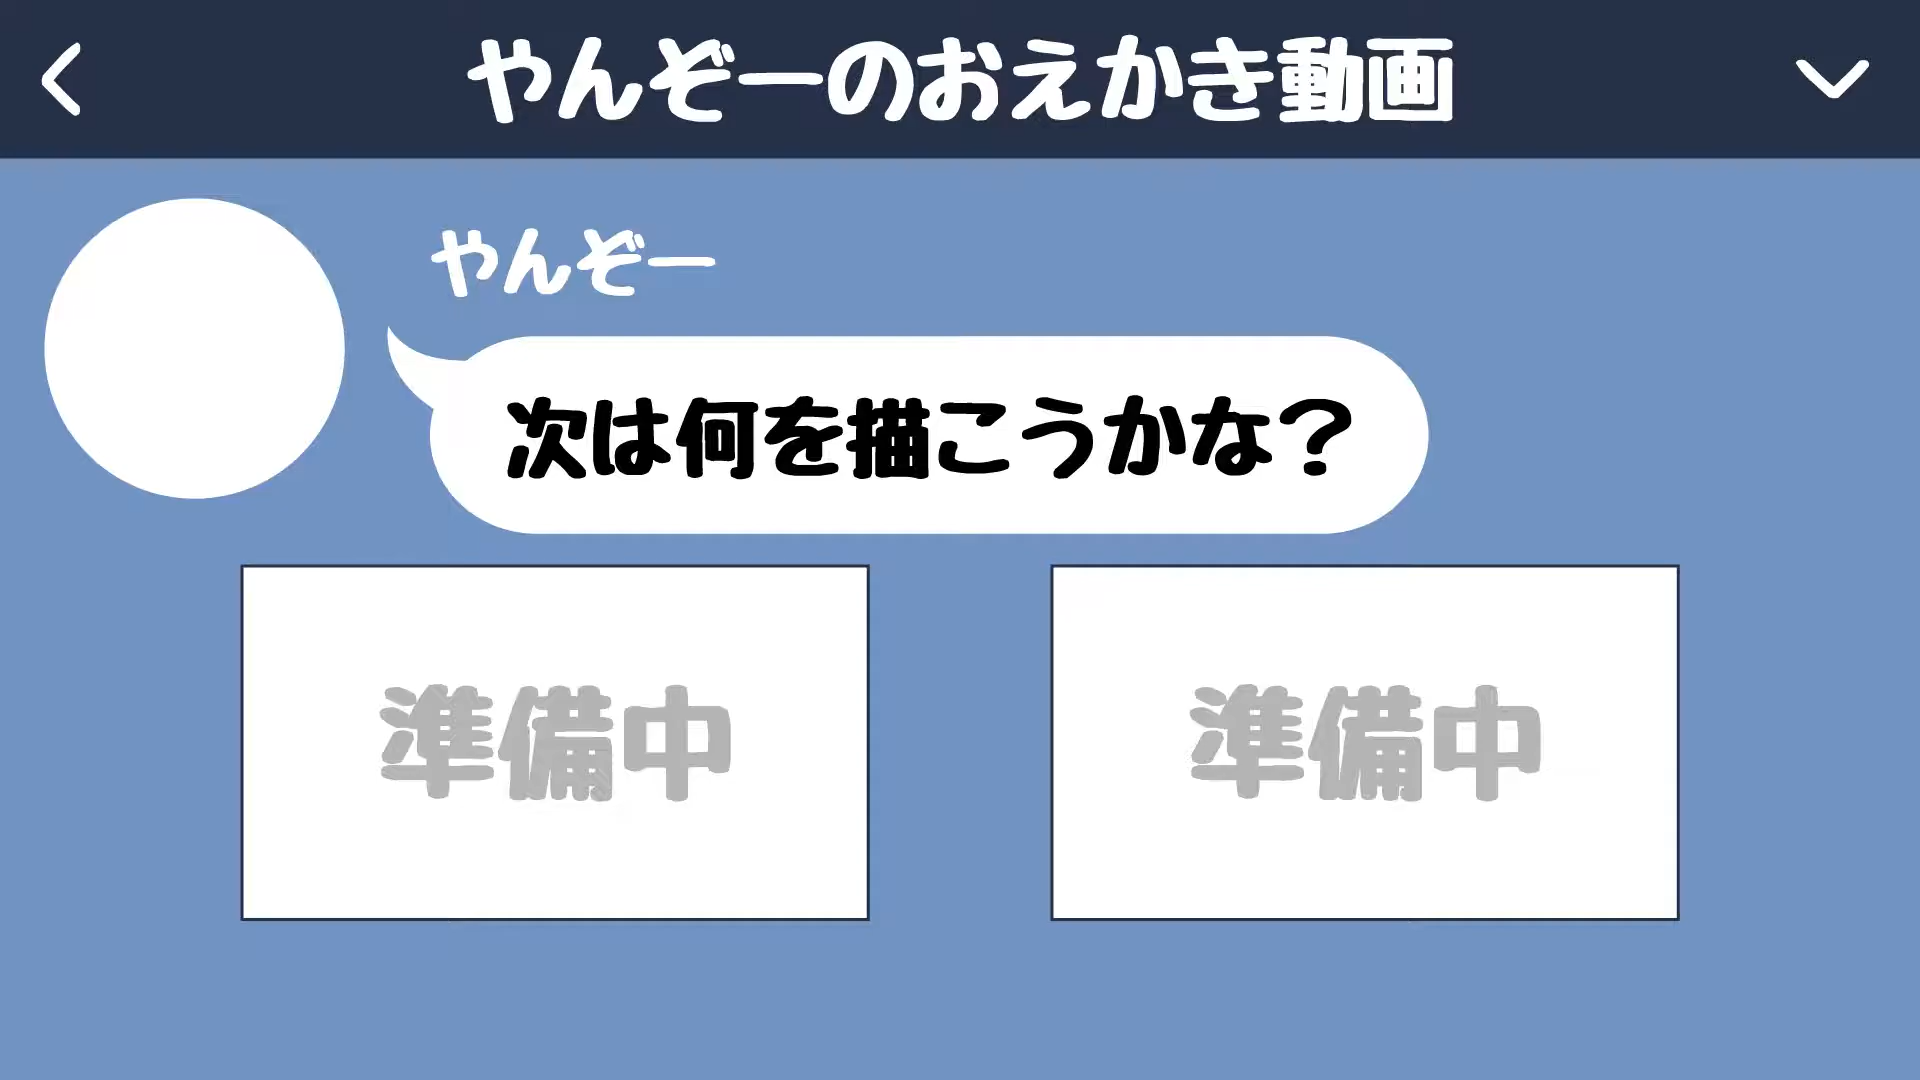 やんぞーのおえかき動画
やんぞー
次は何を描こうかな？
準備中
準備中